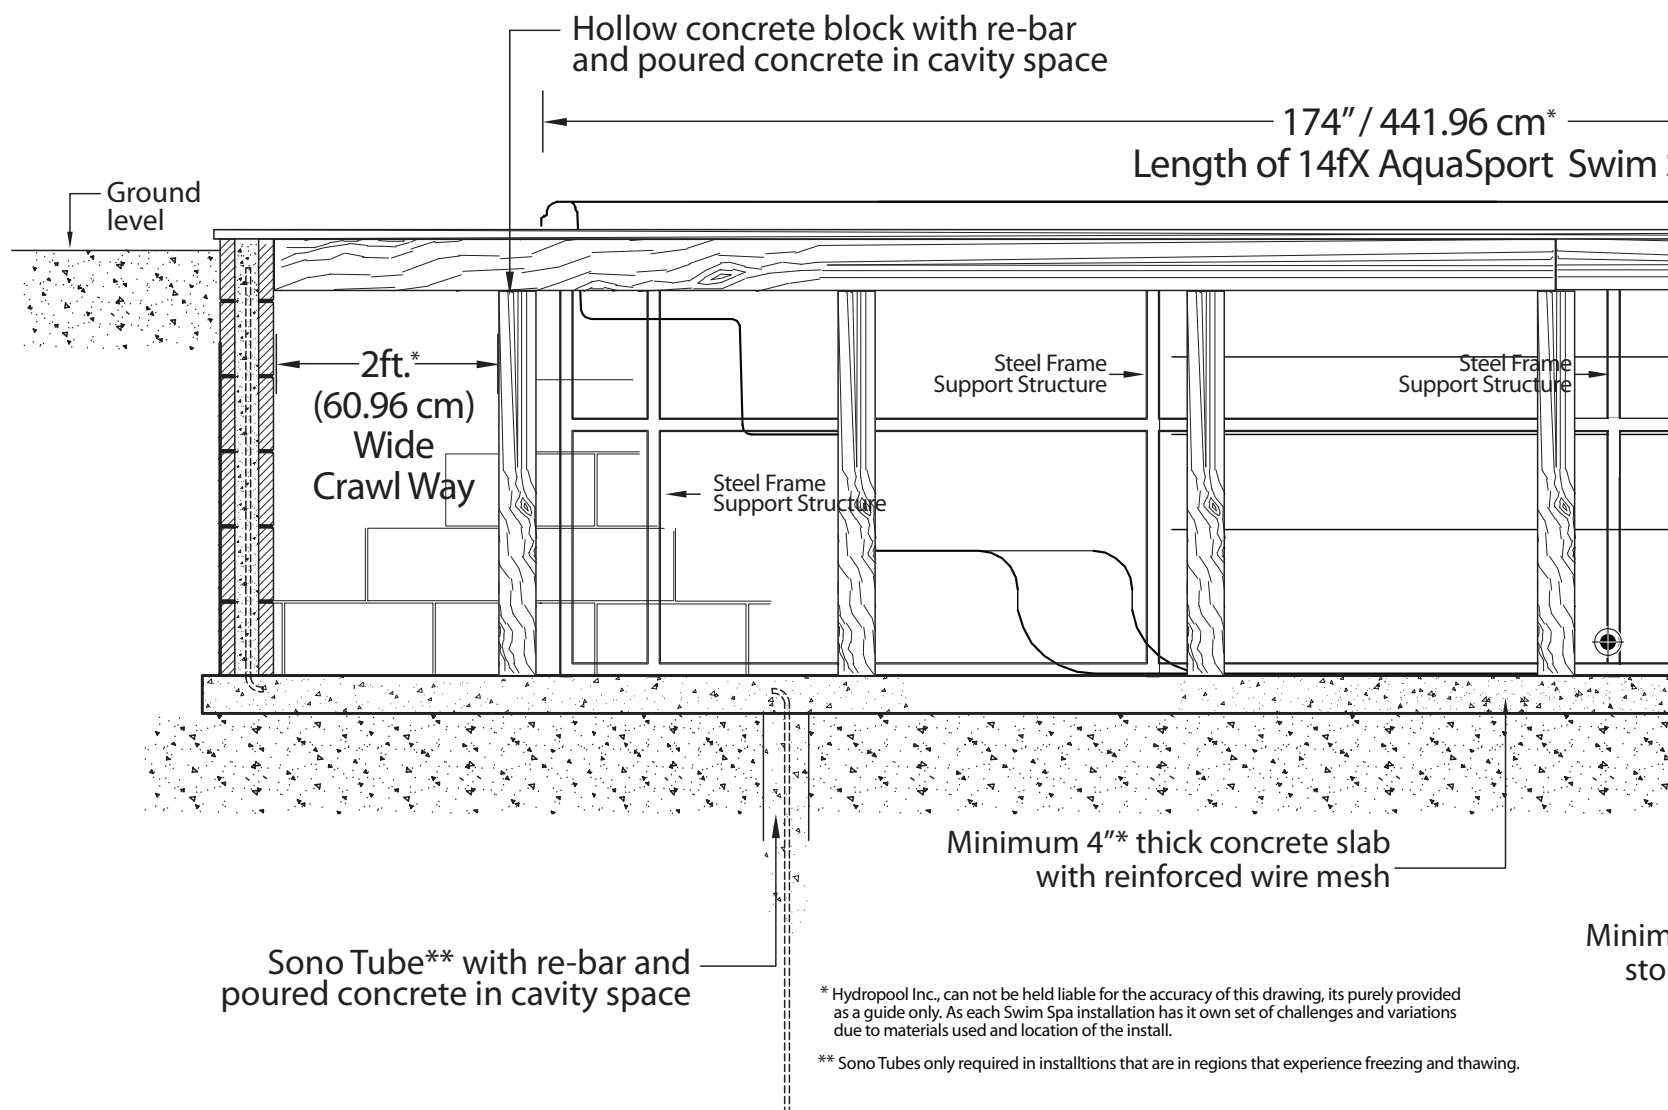 Hollow concrete block with re-bar
and poured concrete in cavity space
174″ / 441.96 cm*
Length of 14fX AquaSport Swim
Ground
level
2ft.*
(60.96 cm)
Wide
Crawl Way
Steel Frame
Support Structure
Steel Frame
Support Structure
Steel Frame
Support Structure
Minimum 4″* thick concrete slab
with reinforced wire mesh
Sono Tube** with re-bar and
poured concrete in cavity space
Minim
sto
* Hydropool Inc., can not be held liable for the accuracy of this drawing, its purely provided
as a guide only. As each Swim Spa installation has it own set of challenges and variations
due to materials used and location of the install.
** Sono Tubes only required in installtions that are in regions that experience freezing and thawing.